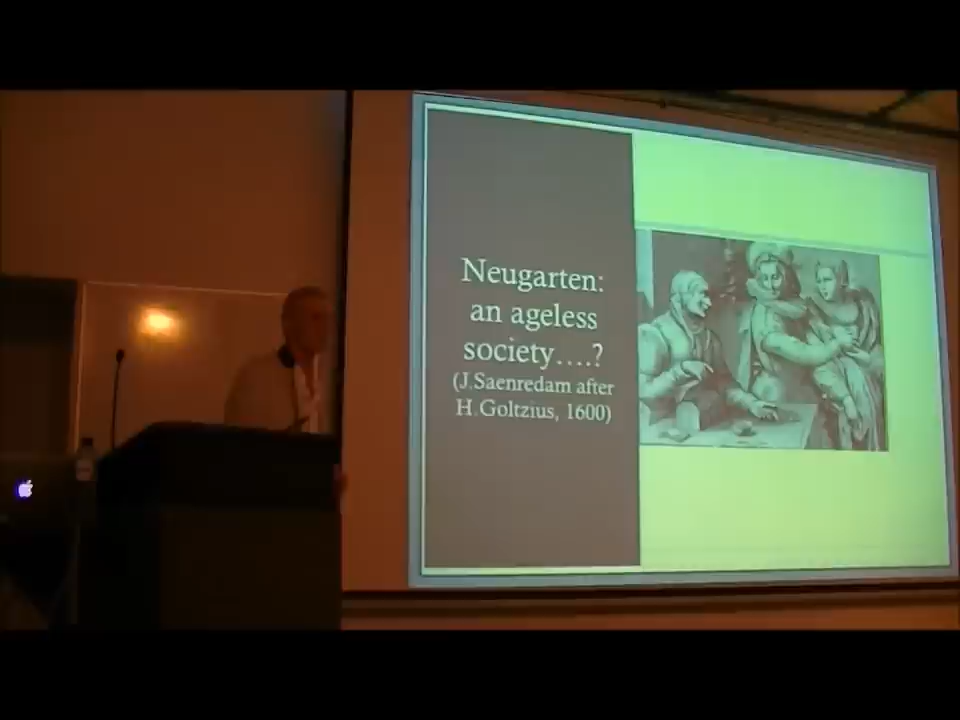 Neugarten:
an ageless
society....?
(J.Saenredam after
H.Goltzius, 1600)